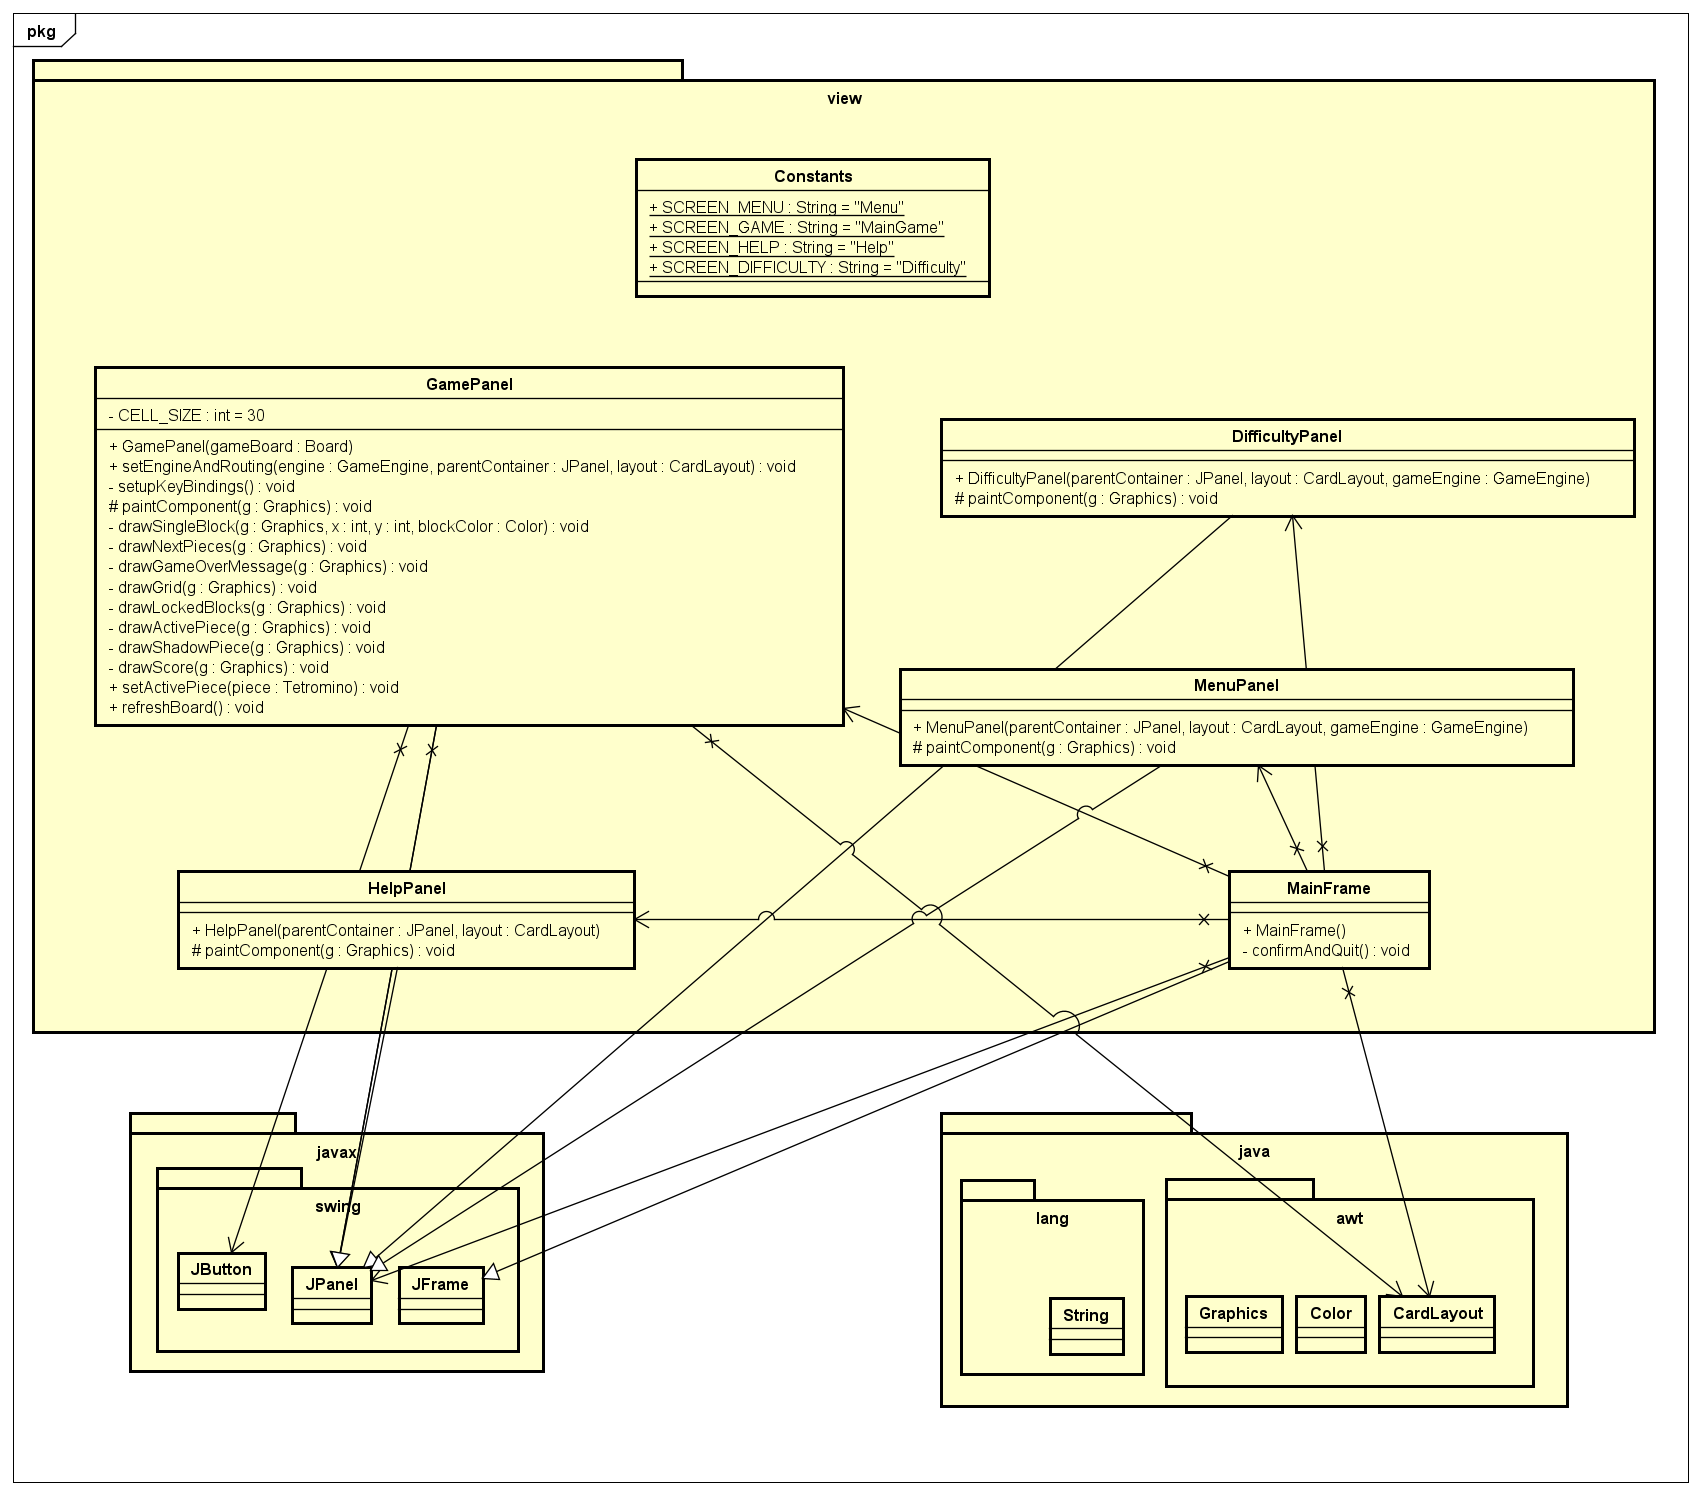 pkg
view
Constants
+ SCREEN_MENU : String = "Menu"
+ SCREEN_GAME : String = "MainGame"
+ SCREEN_HELP : String = "Help"
+ SCREEN_DIFFICULTY : String = "Difficulty"
GamePanel
- CELL_SIZE : int = 30
+ GamePanel(gameBoard : Board)
+ setEngineAndRouting(engine : GameEngine, parentContainer : JPanel, layout : CardLayout) : void
- setupKeyBindings() : void
# paintComponent(g : Graphics) : void
- drawSingleBlock(g : Graphics, x : int, y : int, blockColor : Color) : void
- drawNextPieces(g : Graphics) : void
- drawGameOverMessage(g : Graphics) : void
- drawGrid(g : Graphics) : void
- drawLockedBlocks(g : Graphics) : void
- drawActivePiece(g : Graphics) : void
- drawShadowPiece(g : Graphics) : void
- drawScore(g : Graphics) : void
+ setActivePiece(piece : Tetromino) : void
+ refreshBoard() : void
DifficultyPanel
+ DifficultyPanel(parentContainer : JPanel, layout : CardLayout, gameEngine : GameEngine)
# paintComponent(g : Graphics) : void
MenuPanel
+ MenuPanel(parentContainer : JPanel, layout : CardLayout, gameEngine : GameEngine)
# paintComponent(g : Graphics) : void
HelpPanel
+ HelpPanel(parentContainer : JPanel, layout : CardLayout)
# paintComponent(g : Graphics) : void
MainFrame
+ MainFrame()
- confirmAndQuit() : void
javax
swing
JButton
JPanel
JFrame
java
lang
String
awt
Graphics
Color
CardLayout